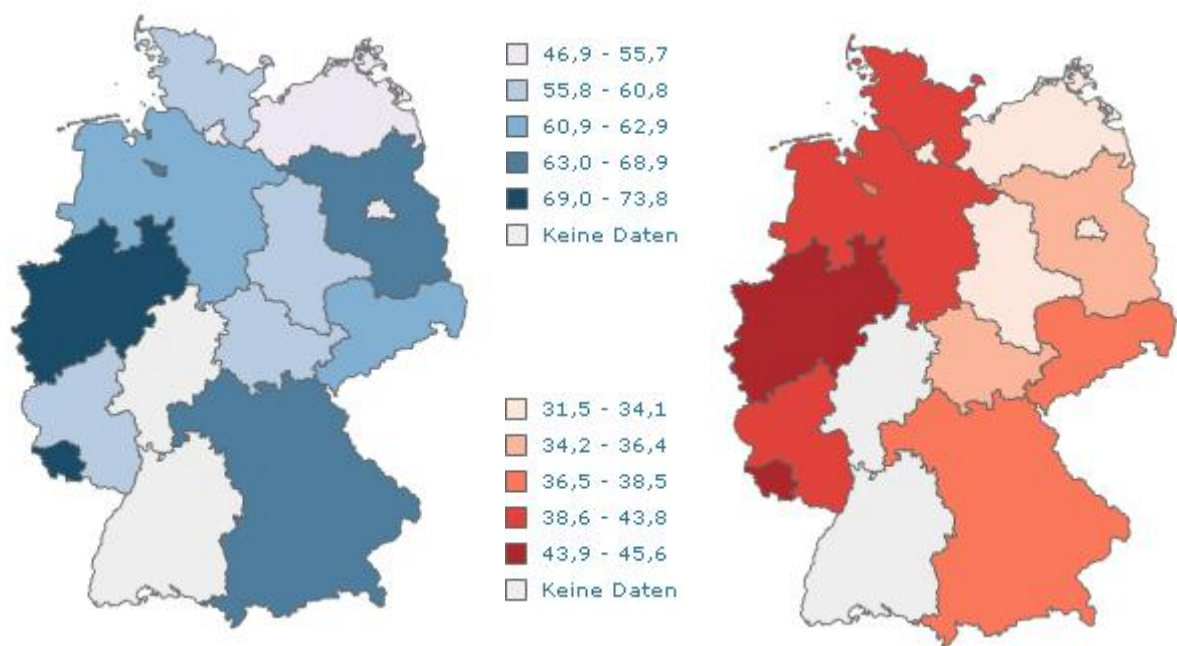 46,9 - 55,7
55,8 - 60,8
60,9 - 62,9
63,0 - 68,9
69,0 - 73,8
Keine Daten
31,5 - 34,1
34,2 - 36,4
36,5 - 38,5
38,6 - 43,8
43,9 - 45,6
Keine Daten